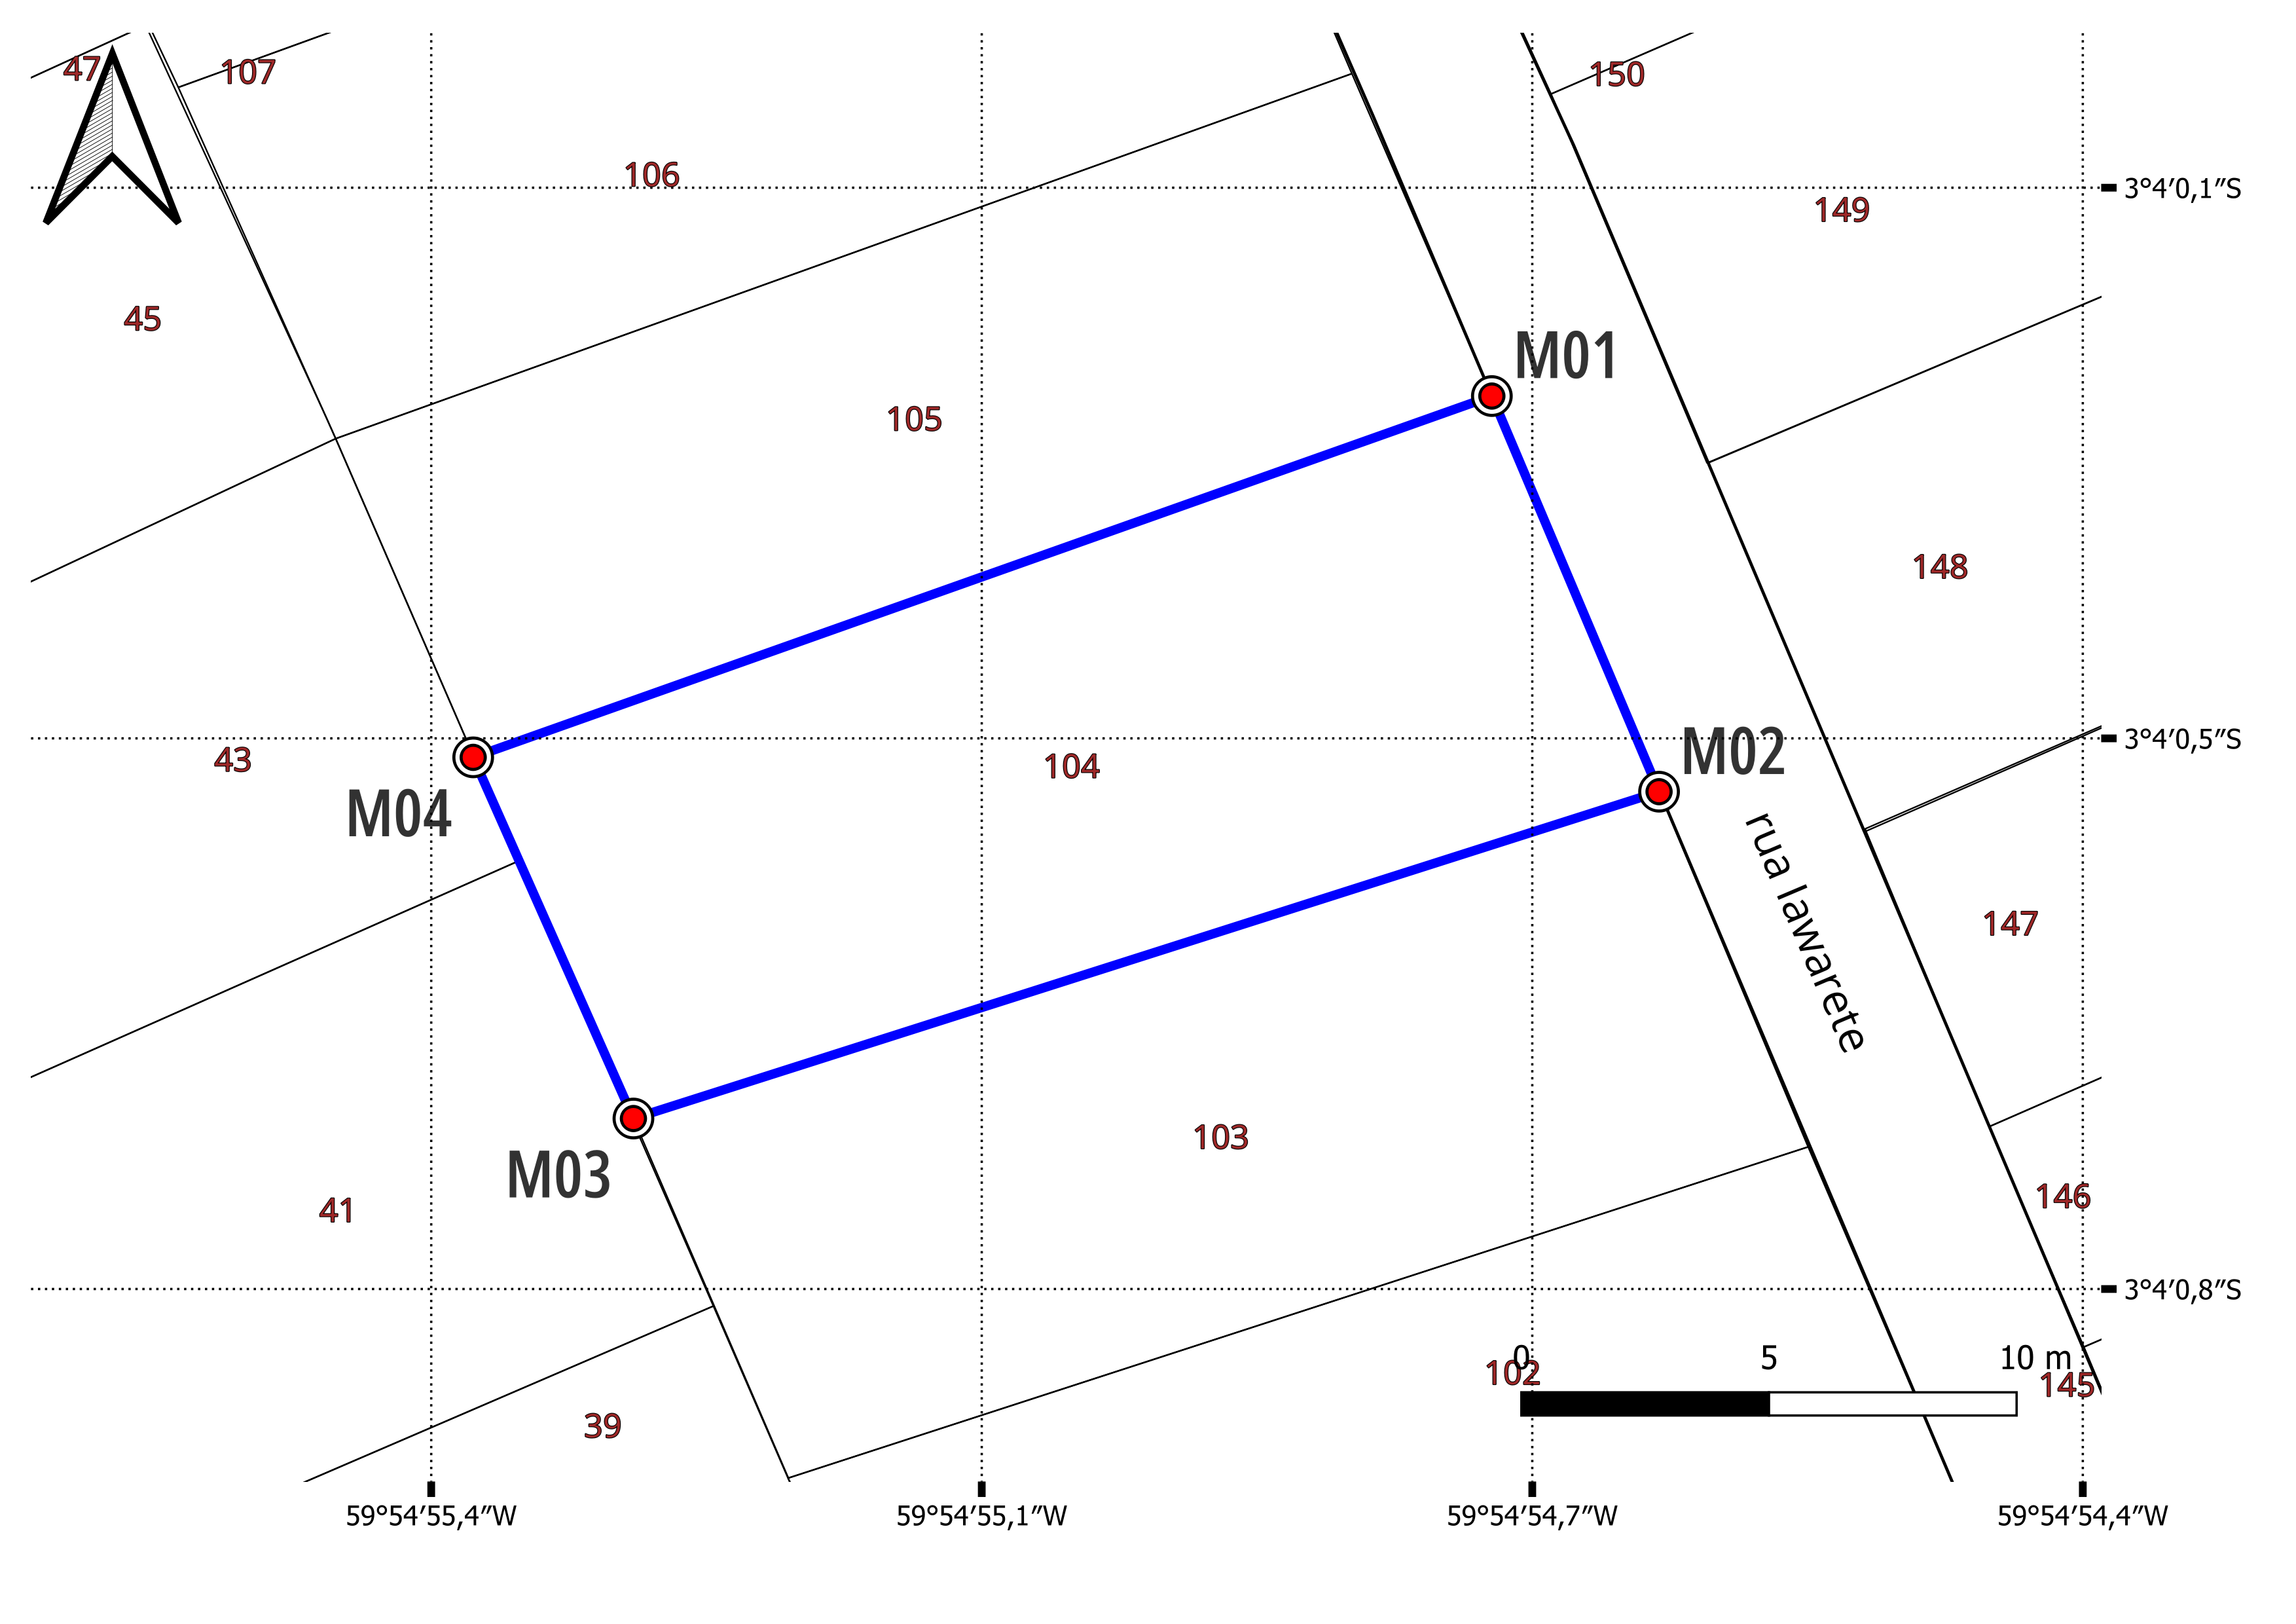 47
107
150
106
3°4′0,1″S
149
45
M01
105
148
M02
3°4′0,5″S
43
104
M04
rua Iawarete
147
103
M03
41
146
3°4′0,8″S
0 5 10 m
102
145
39
59°54′55,4″W 59°54′55,1″W 59°54′54,7″W 59°54′54,4″W